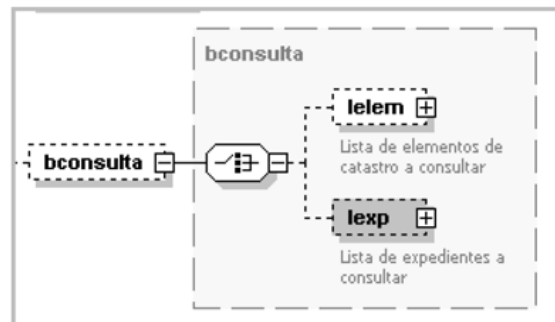 bconsulta
bconsulta
lelem
Lista de elementos de
catastro a consultar
lexp
Lista de expedientes a
consultar